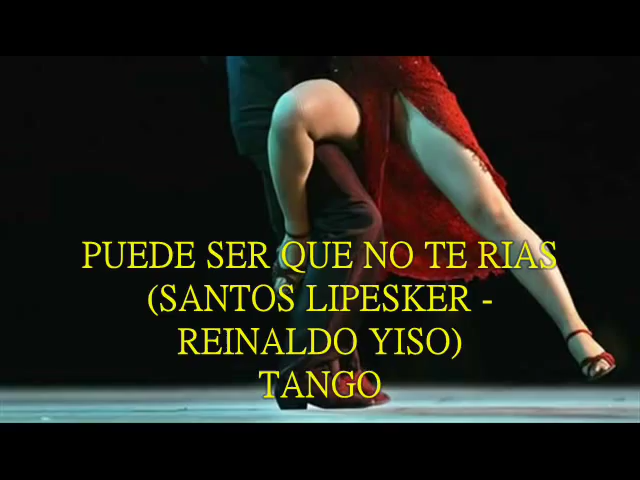 PUEDE SER QUE NO TE RIAS
(SANTOS LIPESKER -
REINALDO YISO)
TANGO